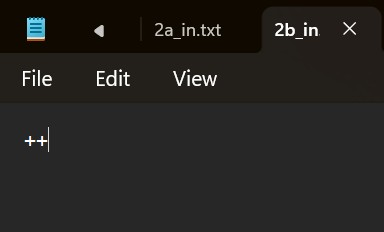 2a_in.txt
2b_in.
File Edit View
++